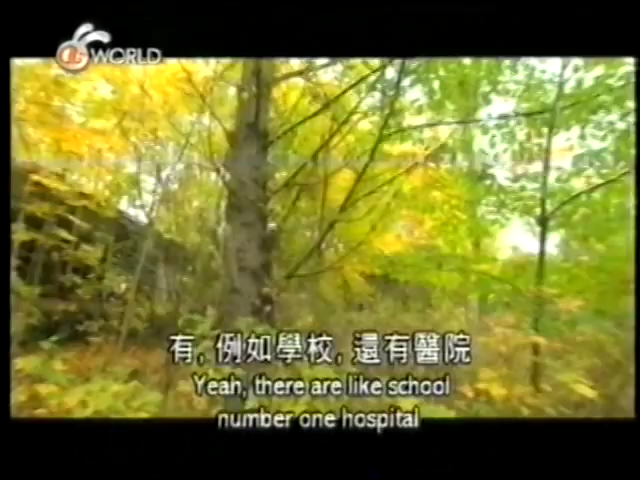 WORLD
有, 例如學校, 還有醫院
Yeah, there are like school
number one hospital